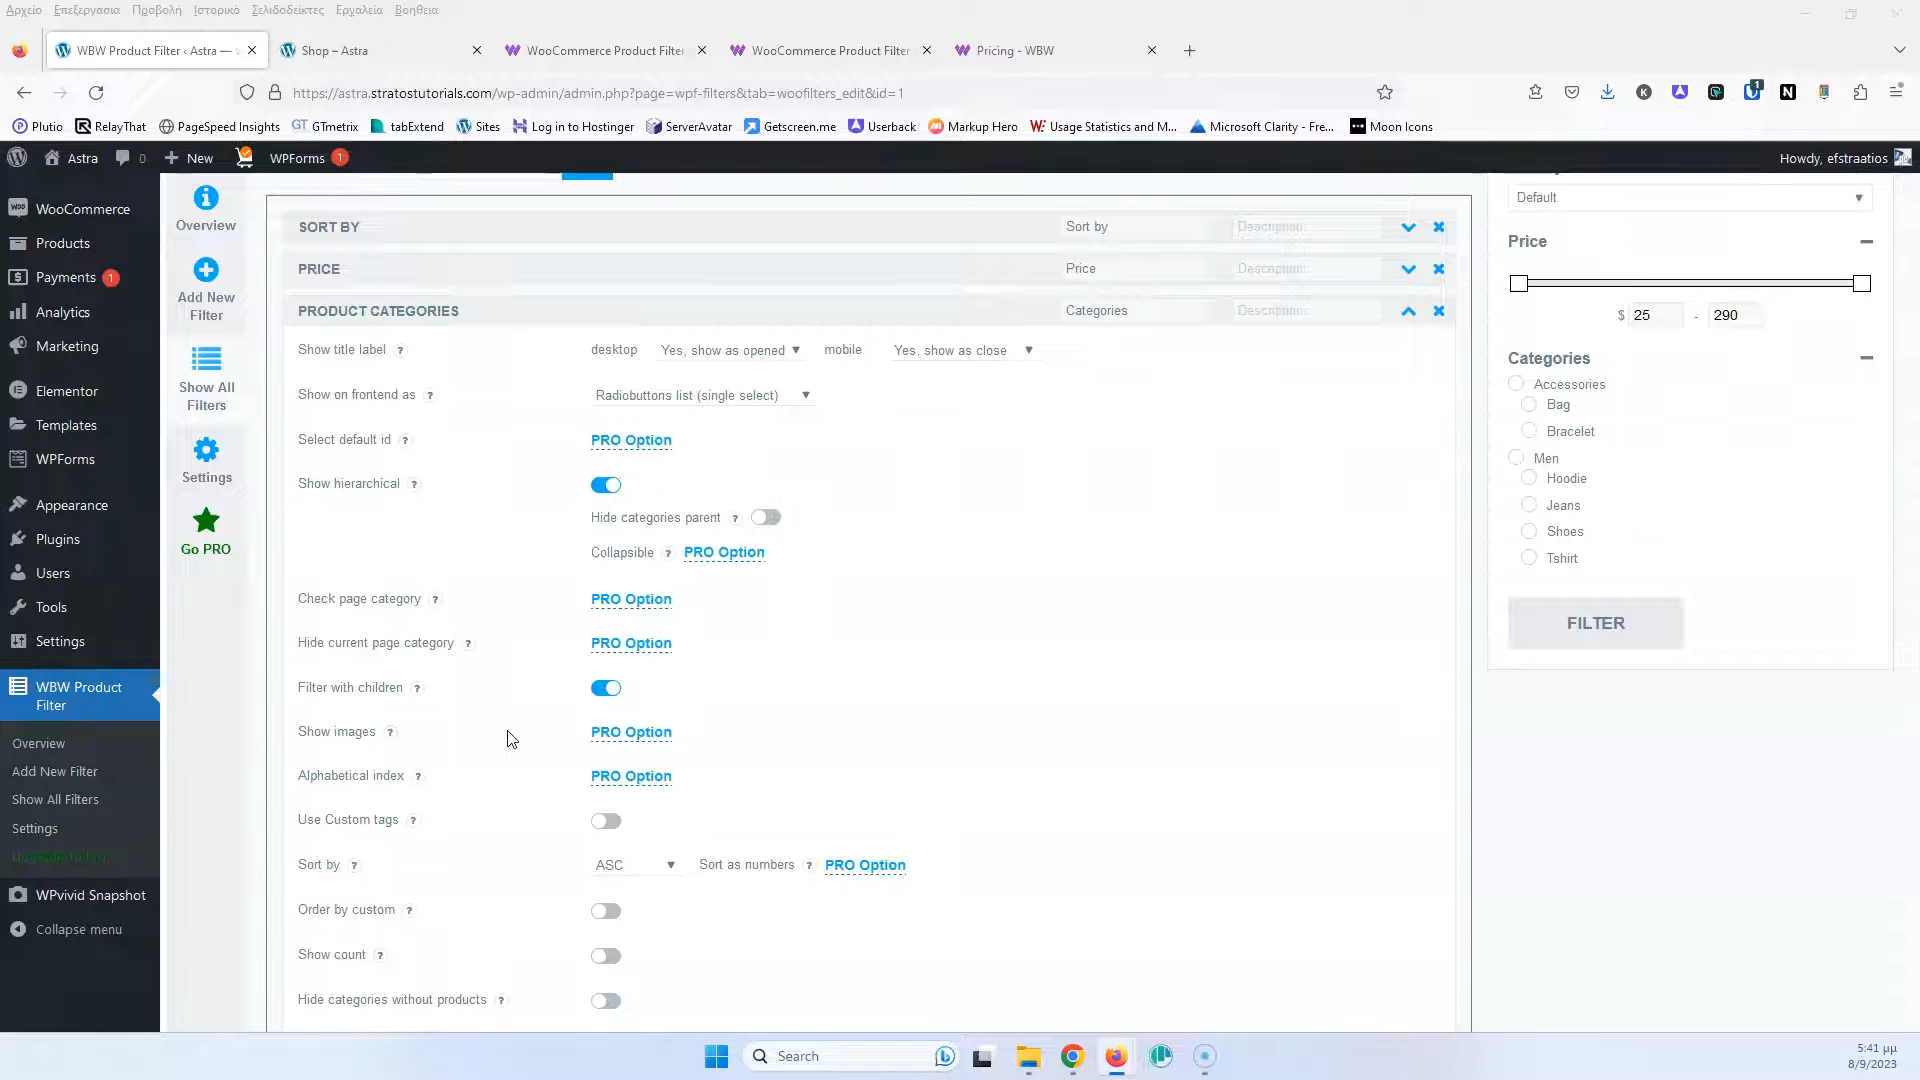 Αρχείο Επεξεργασια Προβολή Ιστορικό Σελιδοδείκτες Εργαλεία Βοηθεια
WBW Product Filter ‹ Astra —
Shop – Astra
WooCommerce Product Filter
WooCommerce Product Filter
Pricing - WBW
https://astra.stratostutorials.com/wp-admin/admin.php?page=wpf-filters&tab=woofilters_edit&id=1
1
Plutio
RelayThat
PageSpeed Insights
GTmetrix
tabExtend
Sites
Log in to Hostinger
ServerAvatar
Getscreen.me
Userback
Markup Hero
Usage Statistics and M...
Microsoft Clarity - Fre...
Moon Icons
Astra
0
New
WPForms 1
Howdy, efstraatios
WooCommerce
Products
Payments 1
Analytics
Marketing
Elementor
Templates
WPForms
Appearance
Plugins
Users
Tools
Settings
WBW Product
Filter
Overview
Add New Filter
Show All Filters
Settings
Upgrade to Pro
WPvivid Snapshot
Collapse menu
Overview
Add New
Filter
Show All
Filters
Settings
Go PRO
SORT BY Sort by Description
PRICE Price Description
PRODUCT CATEGORIES Categories Description
Show title label ? desktop Yes, show as opened mobile Yes, show as close
Show on frontend as ? Radiobuttons list (single select)
Select default id ? PRO Option
Show hierarchical ?
Hide categories parent ?
Collapsible ? PRO Option
Check page category ? PRO Option
Hide current page category ? PRO Option
Filter with children ?
Show images ? PRO Option
Alphabetical index ? PRO Option
Use Custom tags ?
Sort by ? ASC Sort as numbers ? PRO Option
Order by custom ?
Show count ?
Hide categories without products ?
Default
Price
$ 25 - 290
Categories
Accessories
Bag
Bracelet
Men
Hoodie
Jeans
Shoes
Tshirt
FILTER
Search
5:41 μμ
8/9/2023